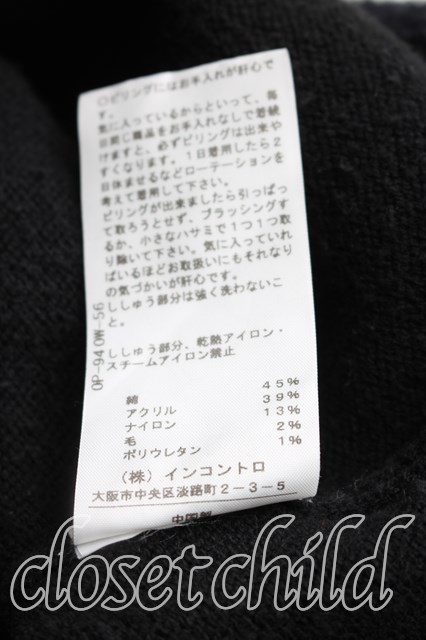 ○ピリングにはお手入れが肝心です。
気に入っているからといって、毎日同じ商品をお手入れなしで着続けますと、必ずピリングは出来やすくなります。1日着用したら2日休ませるなどローテーションを考えて着用して下さい。
ピリングが出来ましたら引っぱって取ろうとせず、ブラッシングするか、小さなハサミで1つ1つ取り除いて下さい。気に入っていればいるほどお取扱いにもそれなりの気づかいが肝心です。
ししゅう部分は強く洗わないこと。
ししゅう部分、乾熱アイロン・
スチームアイロン禁止
OP-940W-56
綿 45%
アクリル 39%
ナイロン 13%
毛 2%
ポリウレタン 1%
(株)インコントロ
大阪市中央区淡路町2-3-5
中国製
closet child